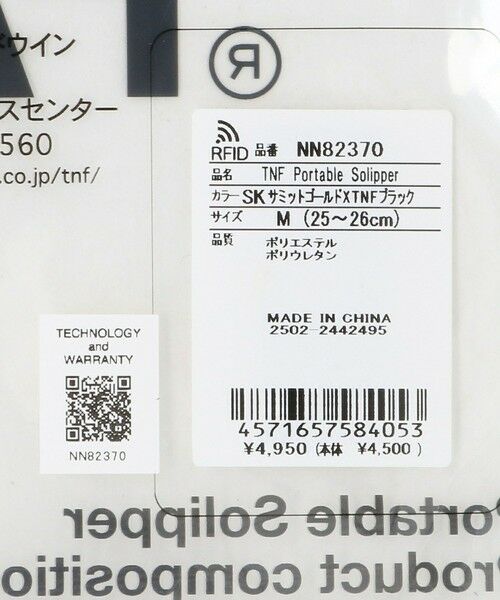 ドウイン
スセンター
560
.co.jp/tnf/
®
RFID 品番 NN82370
品名 TNF Portable Solipper
カラー SK サミットゴールドXTNFブラック
サイズ M (25～26cm)
品質 ポリエステル
ポリウレタン
MADE IN CHINA
2502-2442495
4571657584053
¥4,950 (本体 ¥4,500)
TECHNOLOGY
and
WARRANTY
NN82370
ortable Solipper
Product compositio